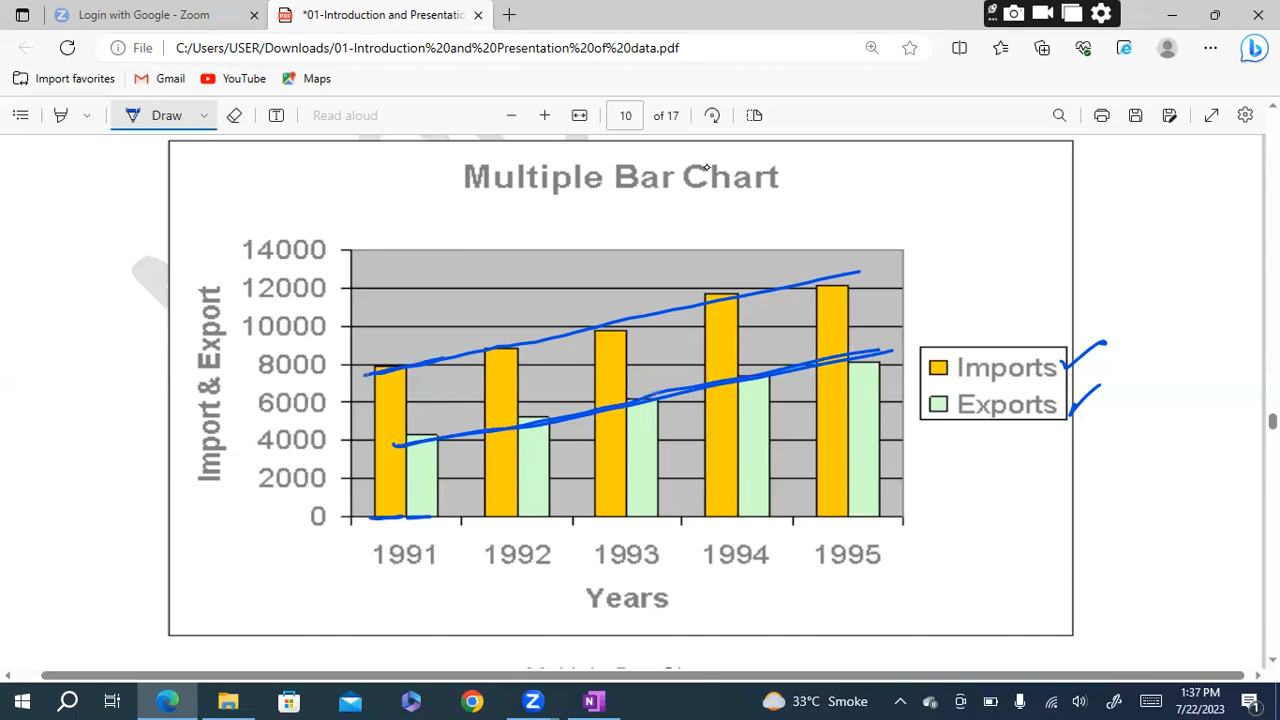 Login with Google - Zoom
*01-Introduction and Presentatio
File
C:/Users/USER/Downloads/01-Introduction%20and%20Presentation%20of%20data.pdf
Import favorites
Gmail
YouTube
Maps
Draw
Read aloud
10
of 17
Multiple Bar Chart
14000
12000
10000
8000
6000
4000
2000
0
Import & Export
Imports
Exports
1991
1992
1993
1994
1995
Years
33°C Smoke
1:37 PM
7/22/2023